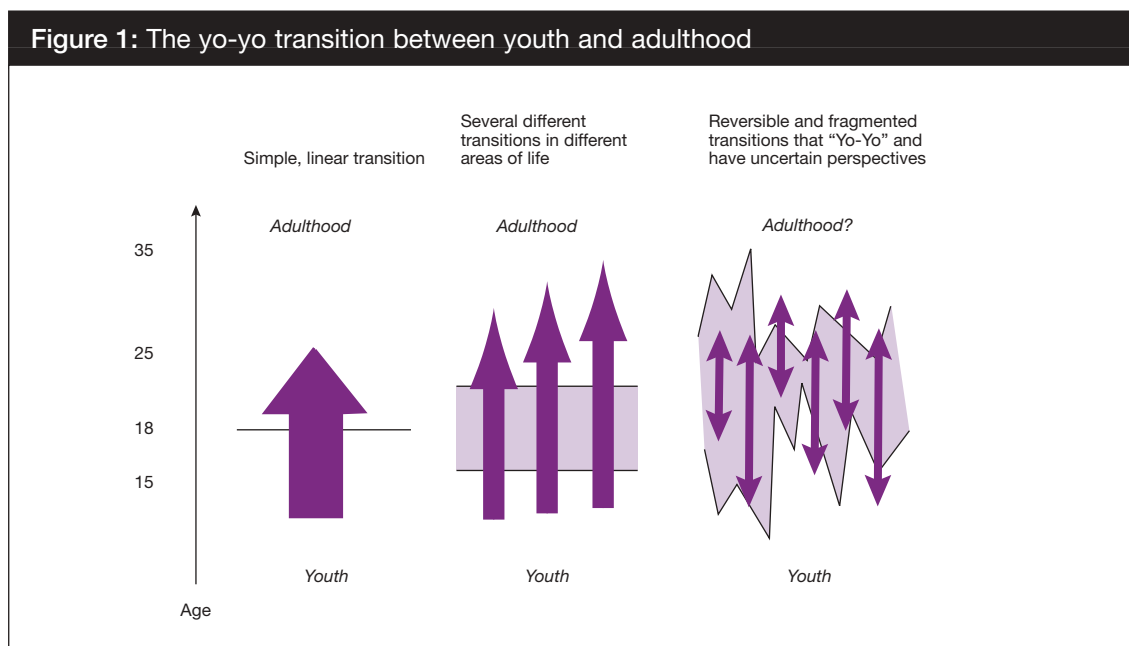 Figure 1: The yo-yo transition between youth and adulthood
Simple, linear transition
Several different
transitions in different
areas of life
Reversible and fragmented
transitions that “Yo-Yo” and
have uncertain perspectives
Adulthood
Adulthood
Adulthood?
35
25
18
15
Youth
Youth
Youth
Age